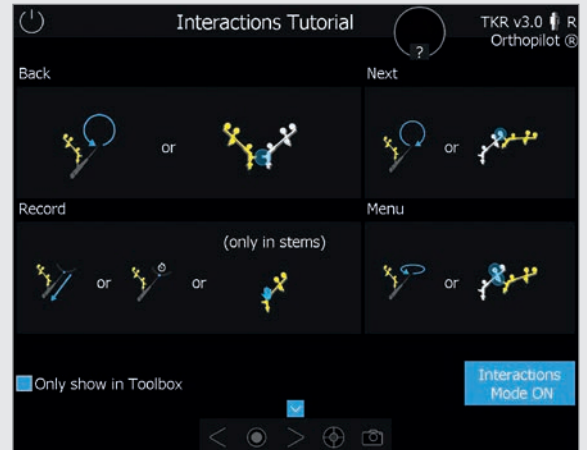 Interactions Tutorial
?
TKR v3.0 R
Orthopilot ®
Back
Next
or
or
Record
Menu
(only in stems)
or
or
or
Only show in Toolbox
Interactions
Mode ON